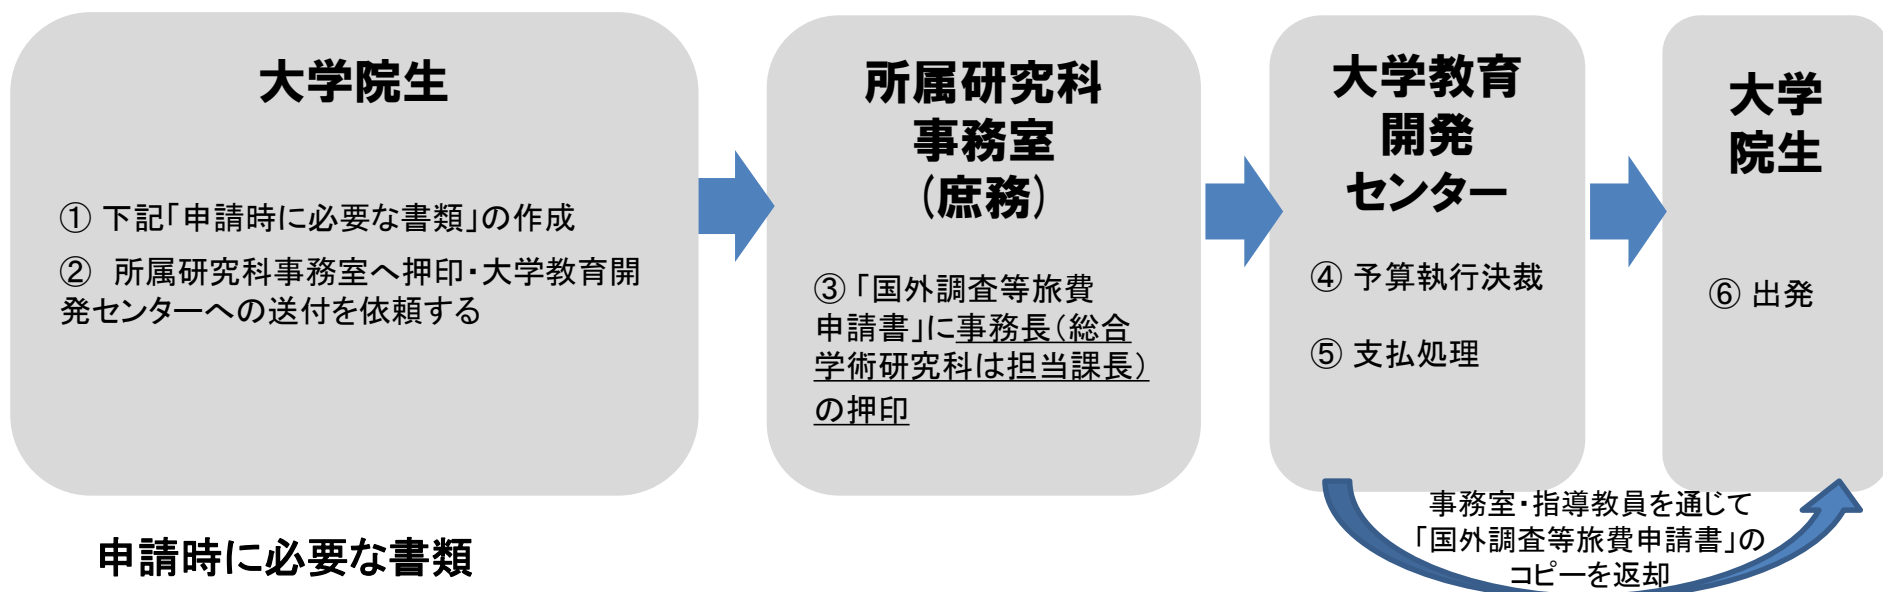 大学院生
① 下記「申請時に必要な書類」の作成
② 所属研究科事務室へ押印・大学教育開
発センターへの送付を依頼する
所属研究科
事務室
（庶務）
③ 「国外調査等旅費
申請書」に事務長（総合
学術研究科は担当課長）
の押印
大学教育
開発
センター
④ 予算執行決裁
⑤ 支払処理
大学
院生
⑥ 出発
事務室・指導教員を通じて
「国外調査等旅費申請書」の
コピーを返却
申請時に必要な書類